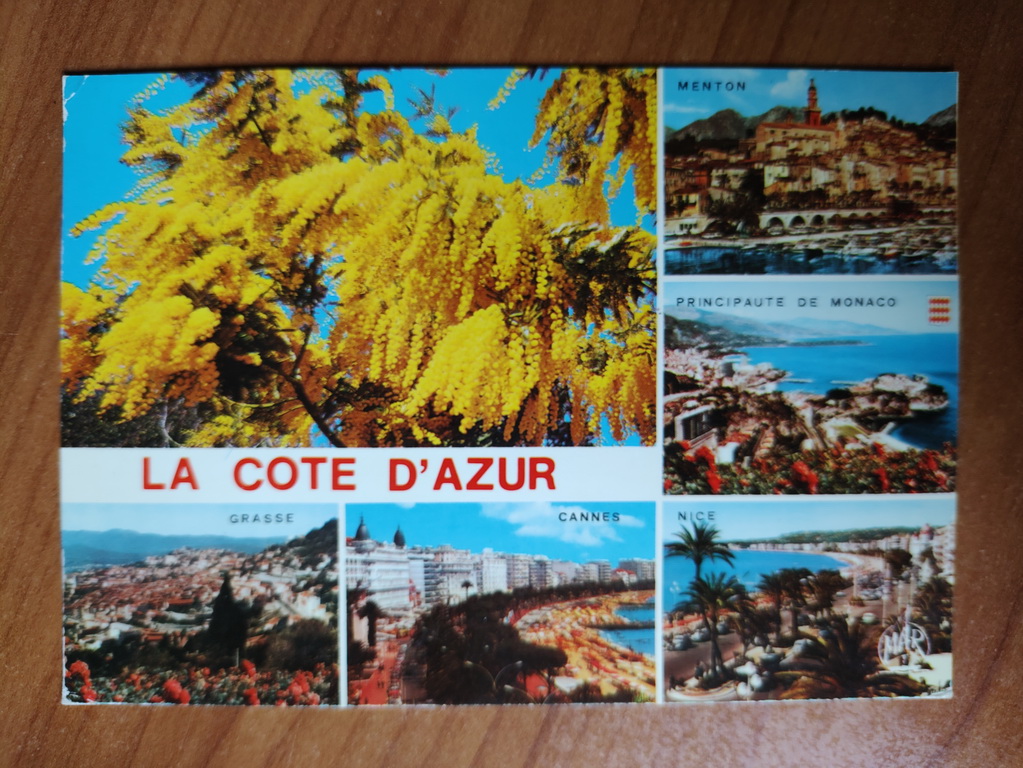 MENTON
PRINCIPAUTE DE MONACO
LA COTE D'AZUR
GRASSE
CANNES
NICE